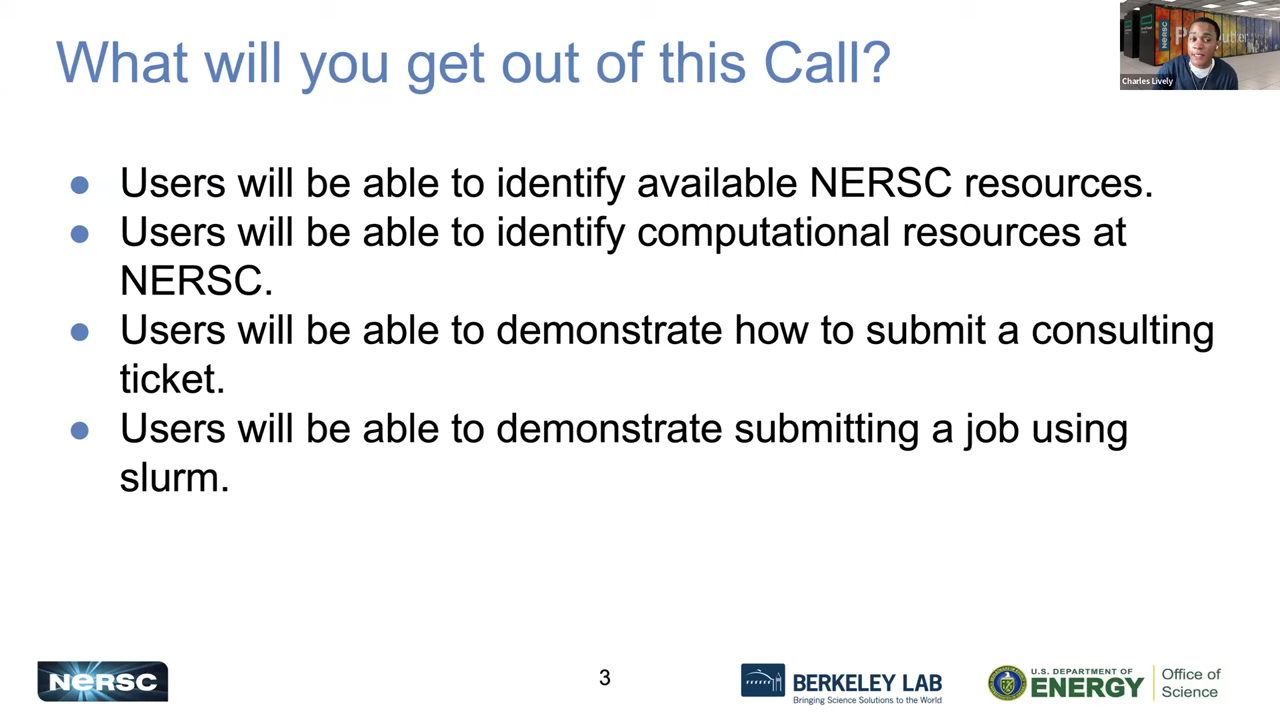 What will you get out of this Call?
NERSC
Charles Lively
● Users will be able to identify available NERSC resources.
● Users will be able to identify computational resources at
NERSC.
● Users will be able to demonstrate how to submit a consulting
ticket.
● Users will be able to demonstrate submitting a job using
slurm.
NERSC
3
BERKELEY LAB
Bringing Science Solutions to the World
U.S. DEPARTMENT OF
ENERGY
Office of
Science